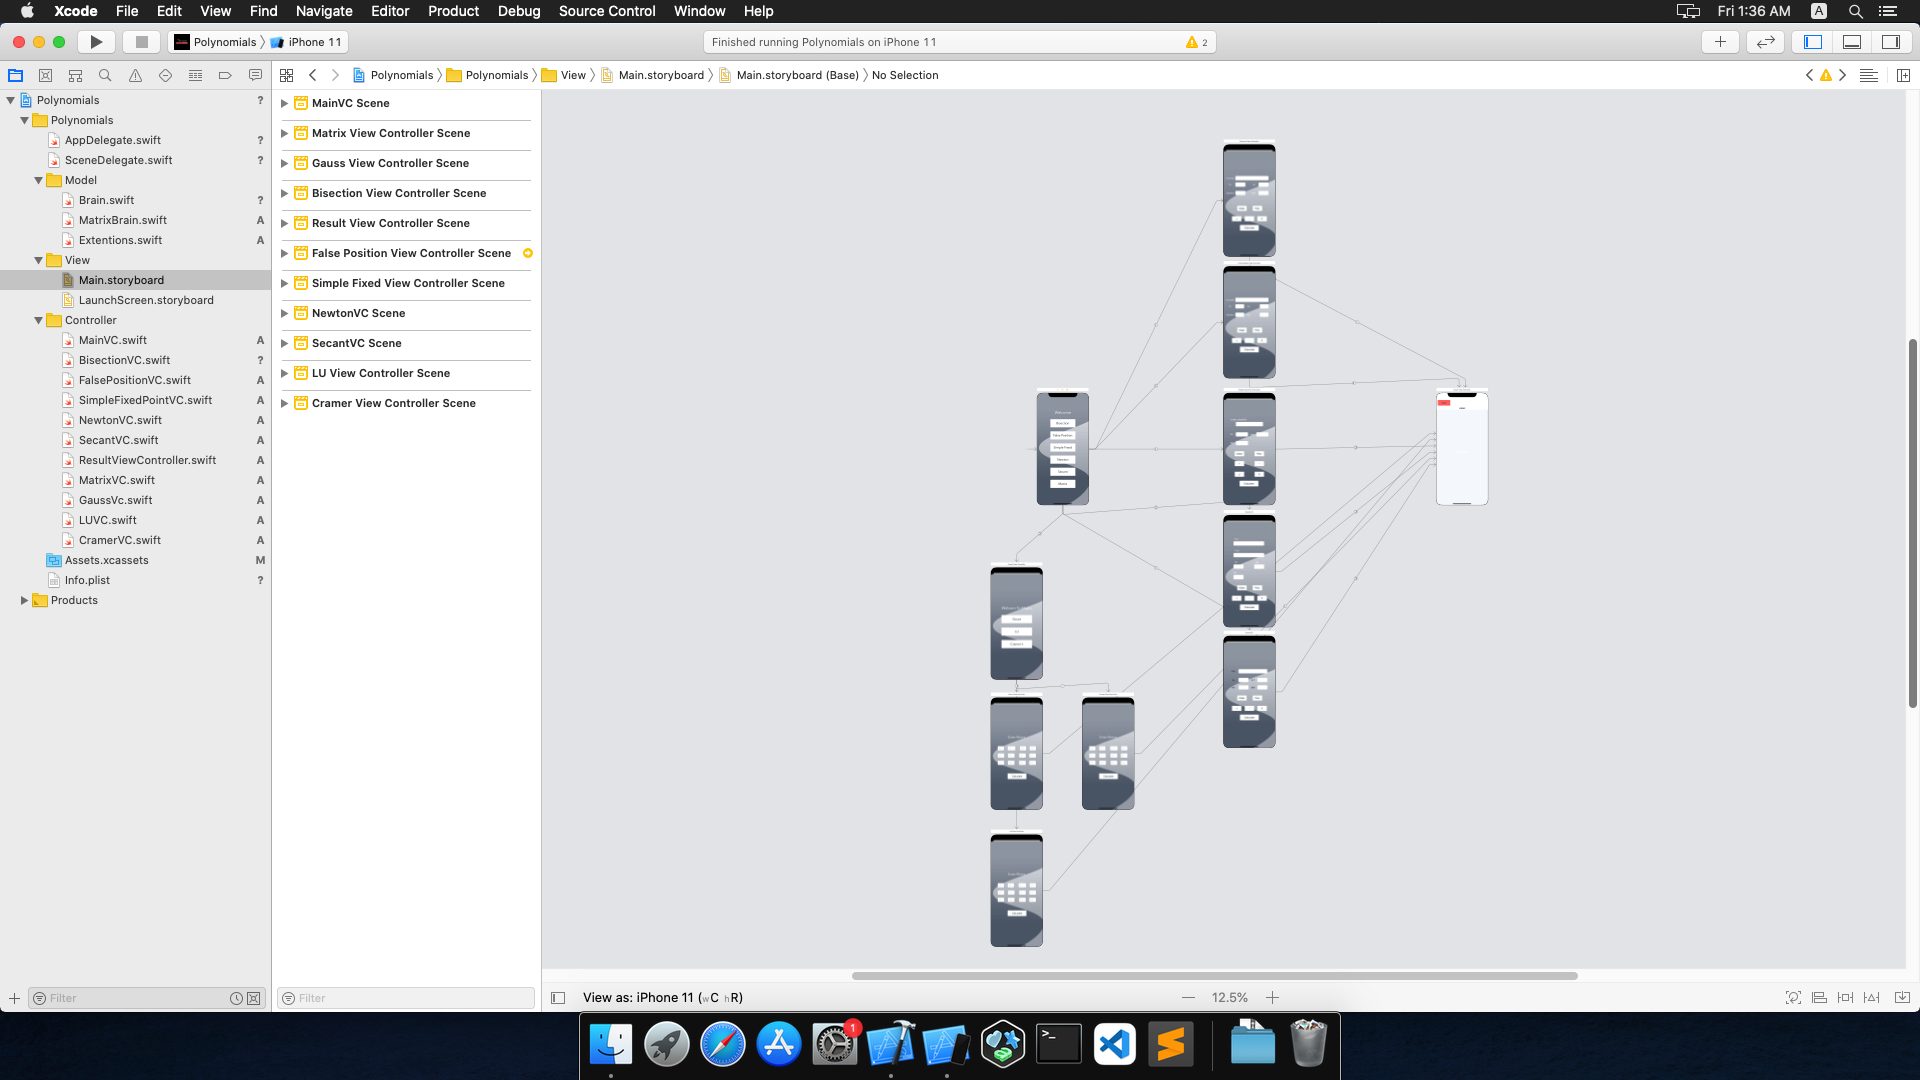 Xcode File Edit View Find Navigate Editor Product Debug Source Control Window Help Fri 1:36 AM A
Polynomials iPhone 11 Finished running Polynomials on iPhone 11 2
Polynomials Polynomials View Main.storyboard Main.storyboard (Base) No Selection
Polynomials ?
Polynomials
AppDelegate.swift ?
SceneDelegate.swift ?
Model
Brain.swift ?
MatrixBrain.swift A
Extentions.swift A
View
Main.storyboard
LaunchScreen.storyboard
Controller
MainVC.swift A
BisectionVC.swift ?
FalsePositionVC.swift A
SimpleFixedPointVC.swift A
NewtonVC.swift A
SecantVC.swift A
ResultViewController.swift A
MatrixVC.swift A
GaussVc.swift A
LUVC.swift A
CramerVC.swift A
Assets.xcassets M
Info.plist ?
Products
Filter
MainVC Scene
Matrix View Controller Scene
Gauss View Controller Scene
Bisection View Controller Scene
Result View Controller Scene
False Position View Controller Scene
Simple Fixed View Controller Scene
NewtonVC Scene
SecantVC Scene
LU View Controller Scene
Cramer View Controller Scene
Filter
View as: iPhone 11 (wC hR)
12.5%
1